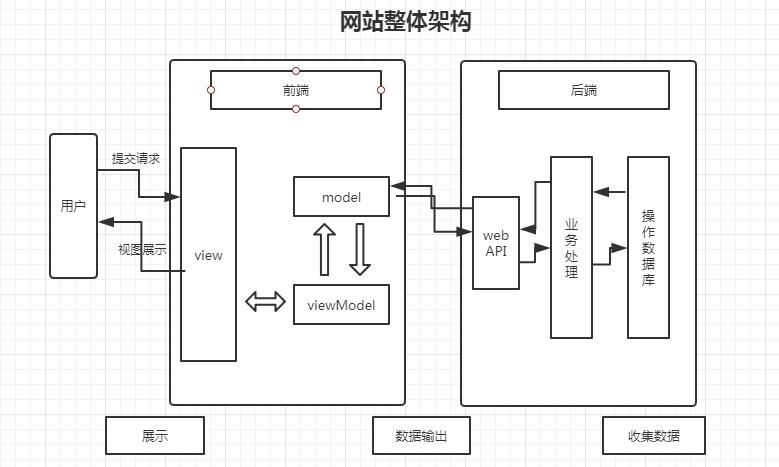 网站整体架构
前端
后端
提交请求
用户
视图展示
view
model
viewModel
web
API
业务处理
操作数据库
展示
数据输出
收集数据